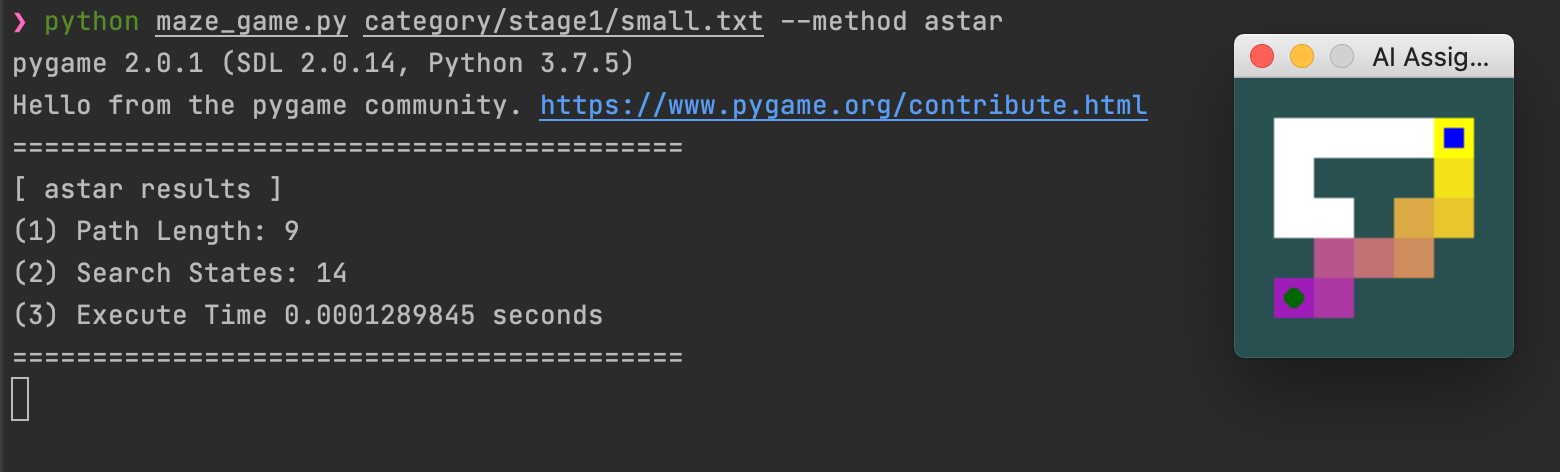 ❯ python maze_game.py category/stage1/small.txt --method astar
pygame 2.0.1 (SDL 2.0.14, Python 3.7.5)
Hello from the pygame community. https://www.pygame.org/contribute.html
==========================================
[ astar results ]
(1) Path Length: 9
(2) Search States: 14
(3) Execute Time 0.0001289845 seconds
==========================================
AI Assig...